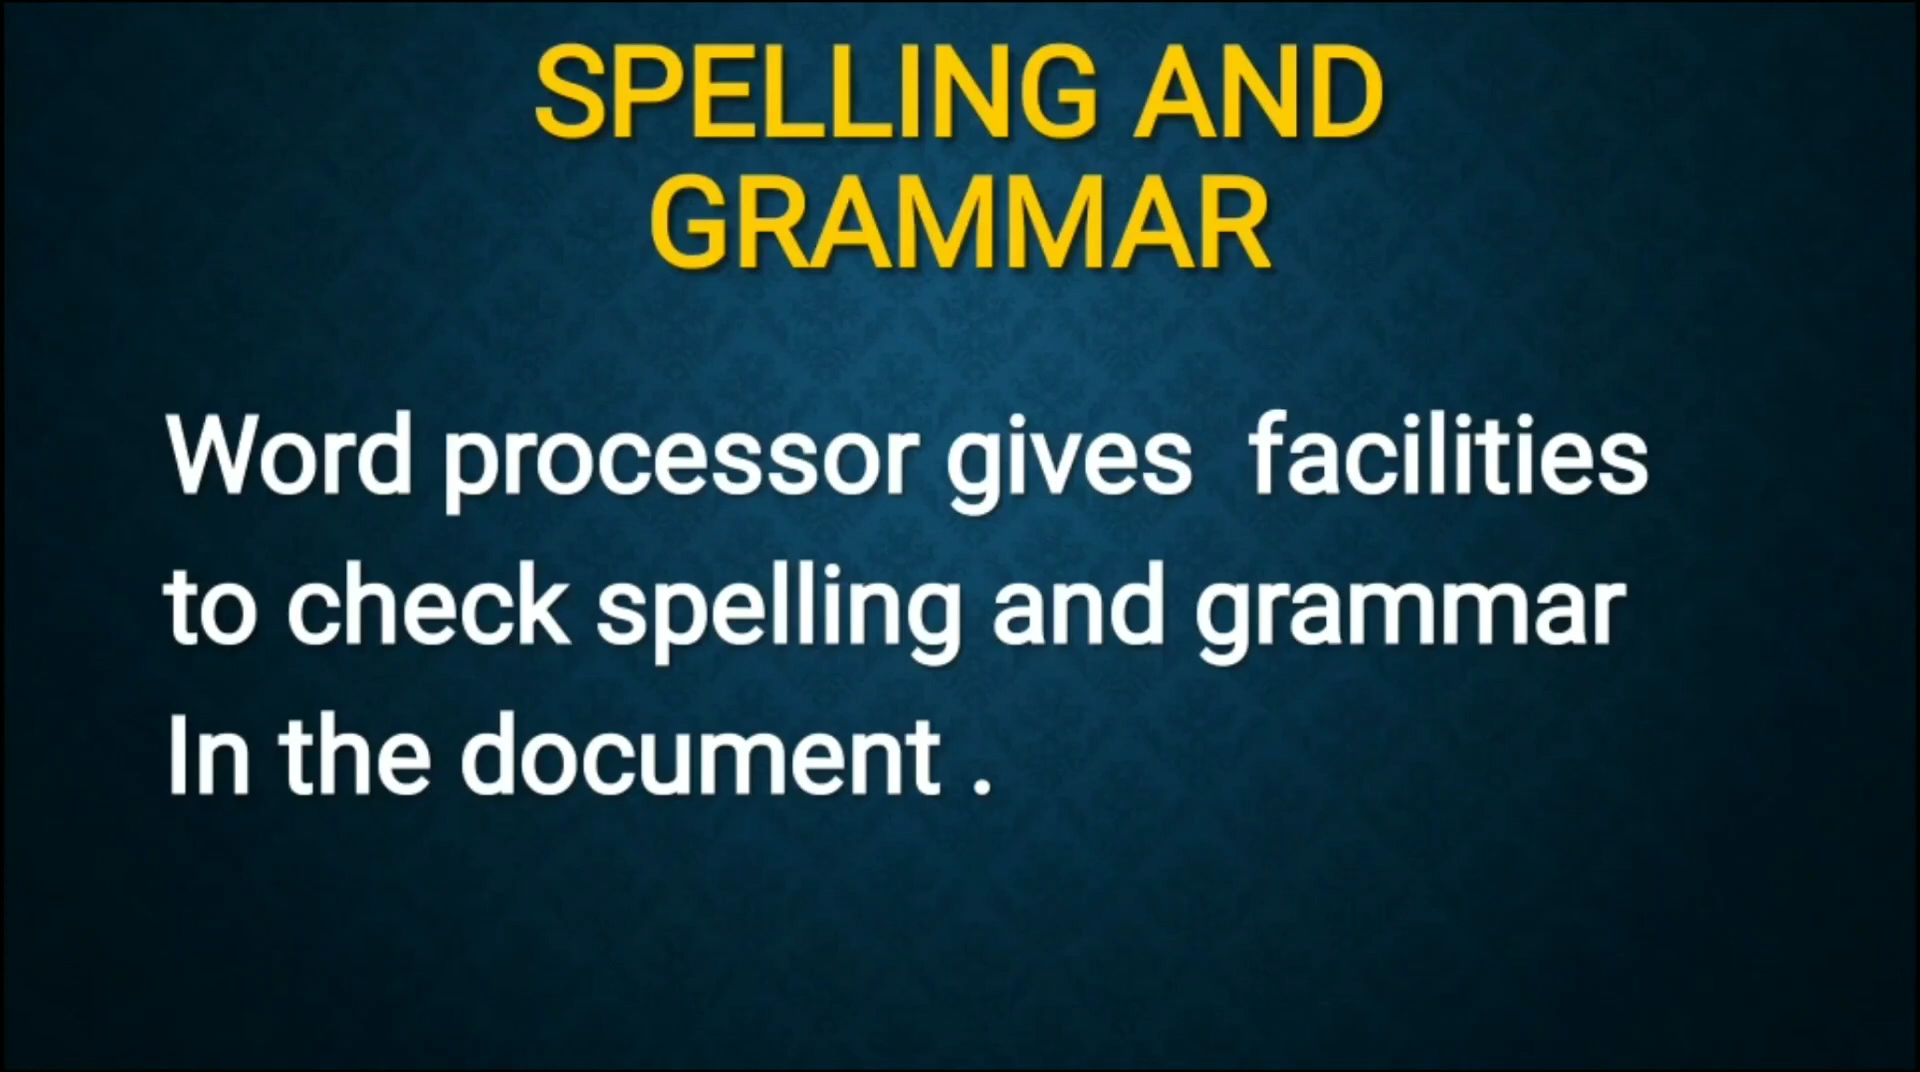 SPELLING AND
GRAMMAR
Word processor gives  facilities
to check spelling and grammar
In the document .